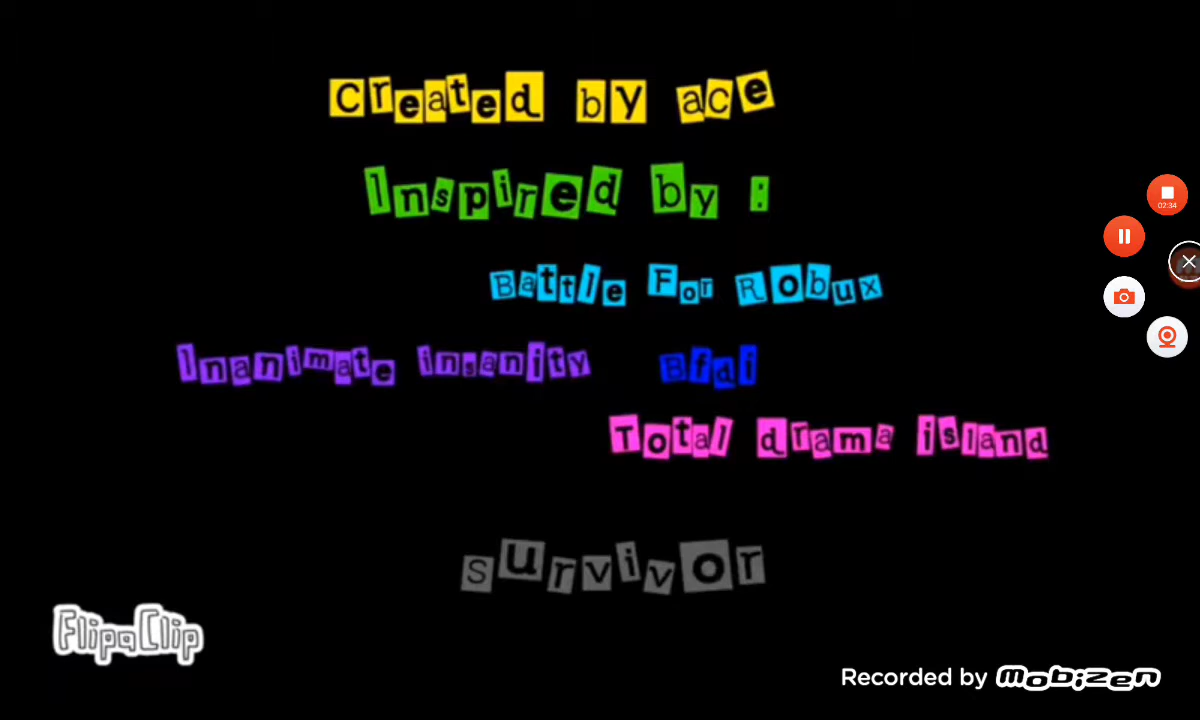 Created by ace
Inspired by :
Battle For Robux
Inanimate insanity Bfdi
Total drama island
survivor
FlipaClip
Recorded by mobizen
02:34